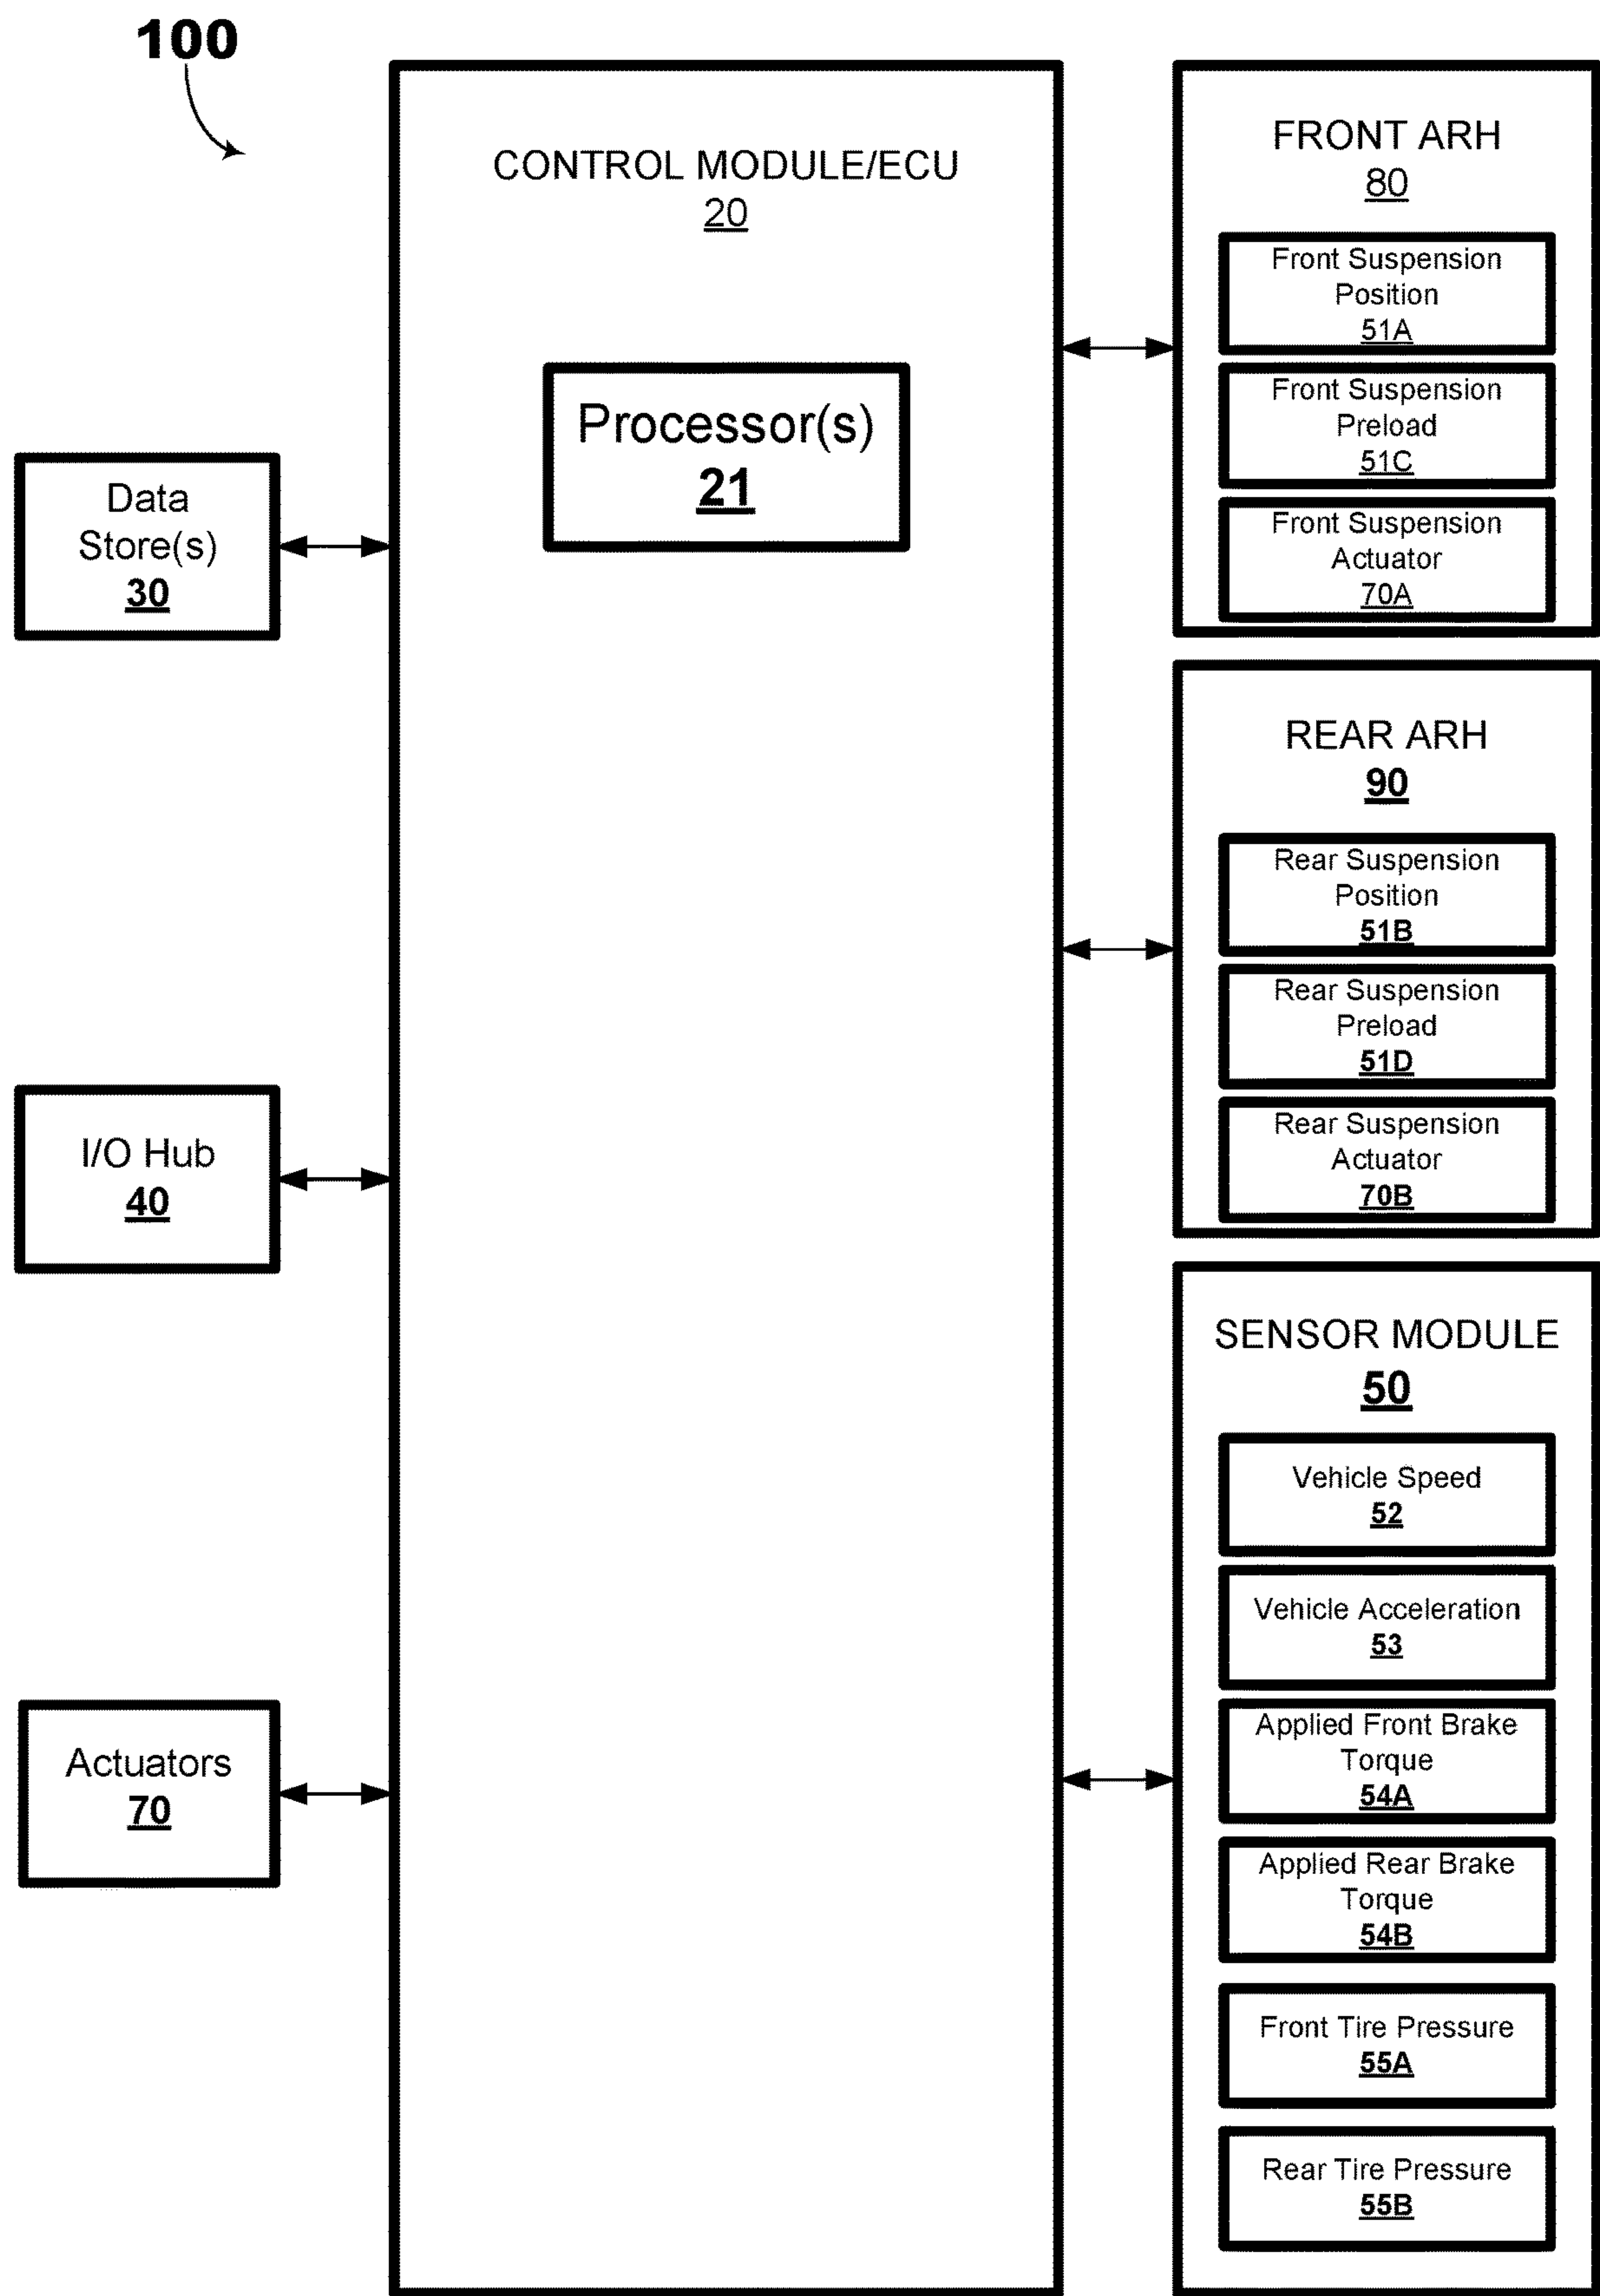 100
CONTROL MODULE/ECU
20
Processor(s)
21
Data
Store(s)
30
I/O Hub
40
Actuators
70
FRONT ARH
80
Front Suspension
Position
51A
Front Suspension
Preload
51C
Front Suspension
Actuator
70A
REAR ARH
90
Rear Suspension
Position
51B
Rear Suspension
Preload
51D
Rear Suspension
Actuator
70B
SENSOR MODULE
50
Vehicle Speed
52
Vehicle Acceleration
53
Applied Front Brake
Torque
54A
Applied Rear Brake
Torque
54B
Front Tire Pressure
55A
Rear Tire Pressure
55B